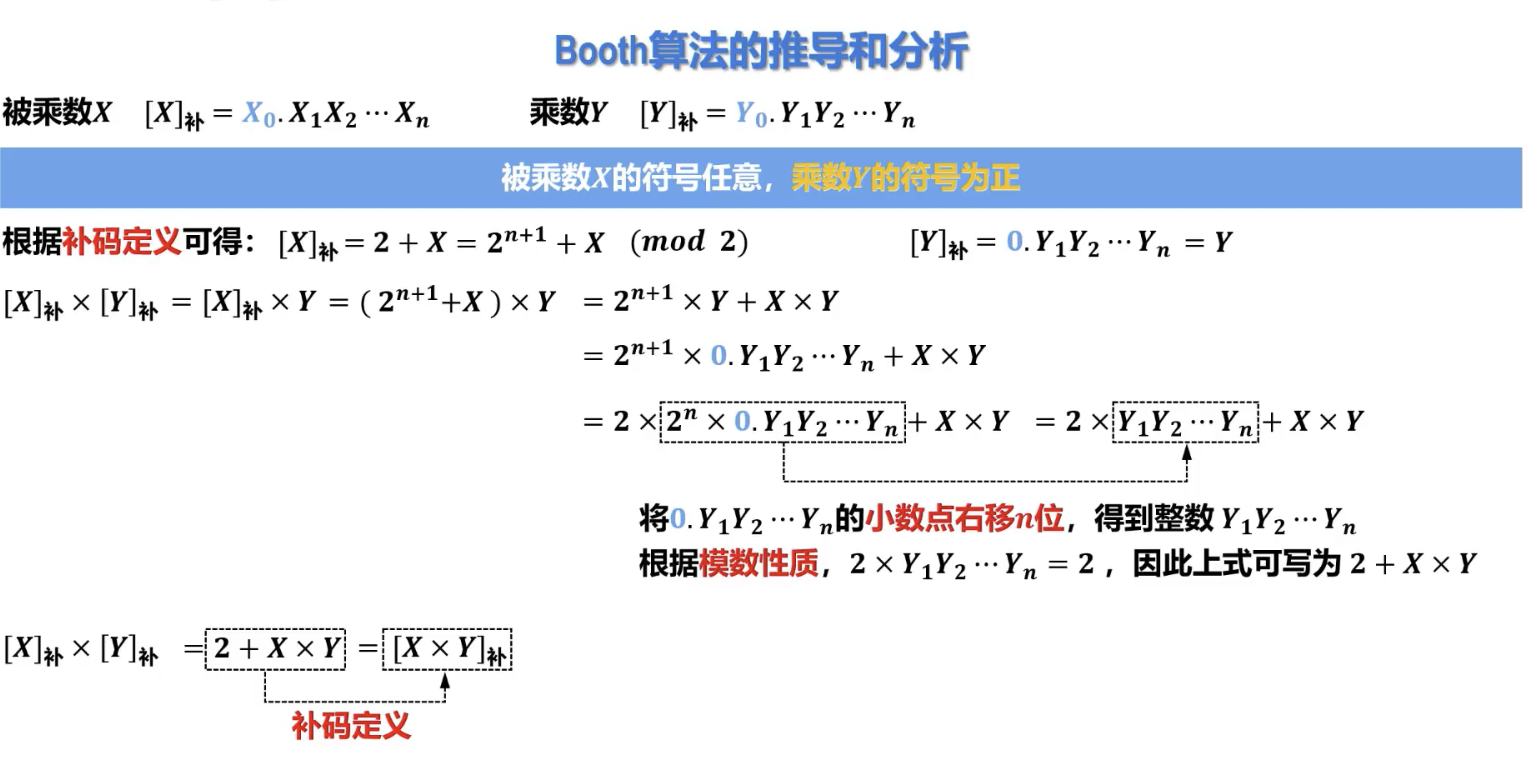 Booth算法的推导和分析
被乘数X [X]补 = X₀.X₁X₂⋯Xₙ 乘数Y [Y]补 = Y₀.Y₁Y₂⋯Yₙ
被乘数X的符号任意，乘数Y的符号为正
根据补码定义可得：[X]补 = 2 + X = 2ⁿ⁺¹ + X (mod 2) [Y]补 = 0.Y₁Y₂⋯Yₙ = Y
[X]补 × [Y]补 = [X]补 × Y = ( 2ⁿ⁺¹+X ) × Y = 2ⁿ⁺¹ × Y + X × Y
= 2ⁿ⁺¹ × 0.Y₁Y₂⋯Yₙ + X × Y
= 2 × 2ⁿ × 0.Y₁Y₂⋯Yₙ + X × Y = 2 × Y₁Y₂⋯Yₙ + X × Y
将0.Y₁Y₂⋯Yₙ的小数点右移n位，得到整数 Y₁Y₂⋯Yₙ
根据模数性质，2 × Y₁Y₂⋯Yₙ = 2 ，因此上式可写为 2 + X × Y
[X]补 × [Y]补 = 2 + X × Y = [X × Y]补
补码定义